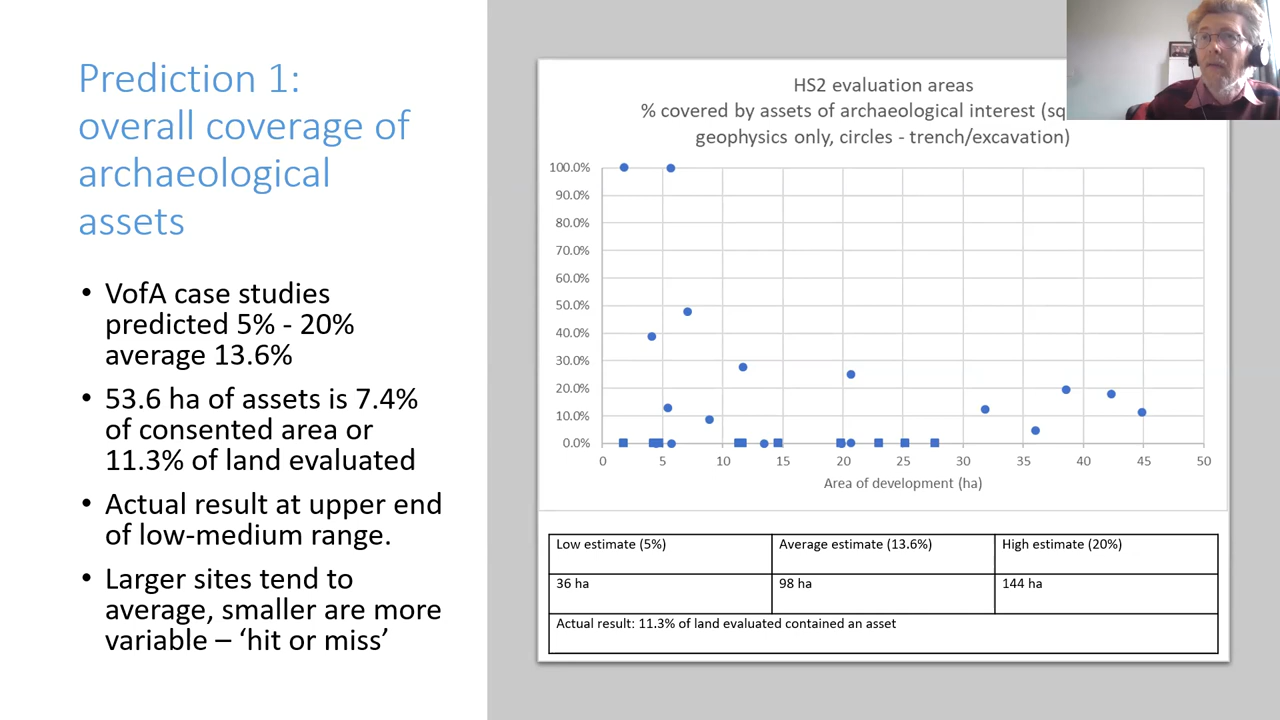 Prediction 1:
overall coverage of
archaeological
assets
• VofA case studies
predicted 5% - 20%
average 13.6%
• 53.6 ha of assets is 7.4%
of consented area or
11.3% of land evaluated
• Actual result at upper end
of low-medium range.
• Larger sites tend to
average, smaller are more
variable – ‘hit or miss’
HS2 evaluation areas
% covered by assets of archaeological interest
geophysics only, circles - trench/excavation)
100.0%
90.0%
80.0%
70.0%
60.0%
50.0%
40.0%
30.0%
20.0%
10.0%
0.0%
0 5 10 15 20 25 30 35 40 45 50
Area of development (ha)
Low estimate (5%) Average estimate (13.6%) High estimate (20%)
36 ha 98 ha 144 ha
Actual result: 11.3% of land evaluated contained an asset